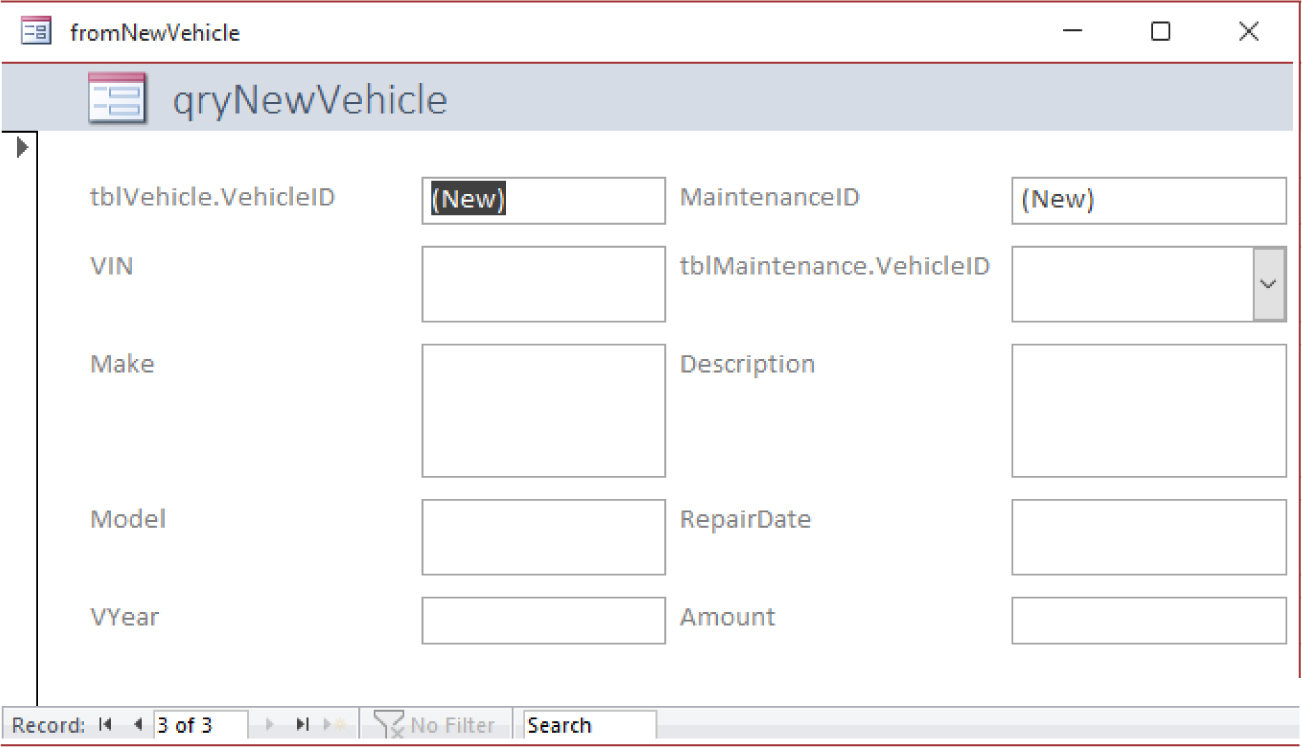 fromNewVehicle
qryNewVehicle
tblVehicle.VehicleID (New) MaintenanceID (New)
VIN tblMaintenance.VehicleID
Make Description
Model RepairDate
VYear Amount
Record: 3 of 3 No Filter Search